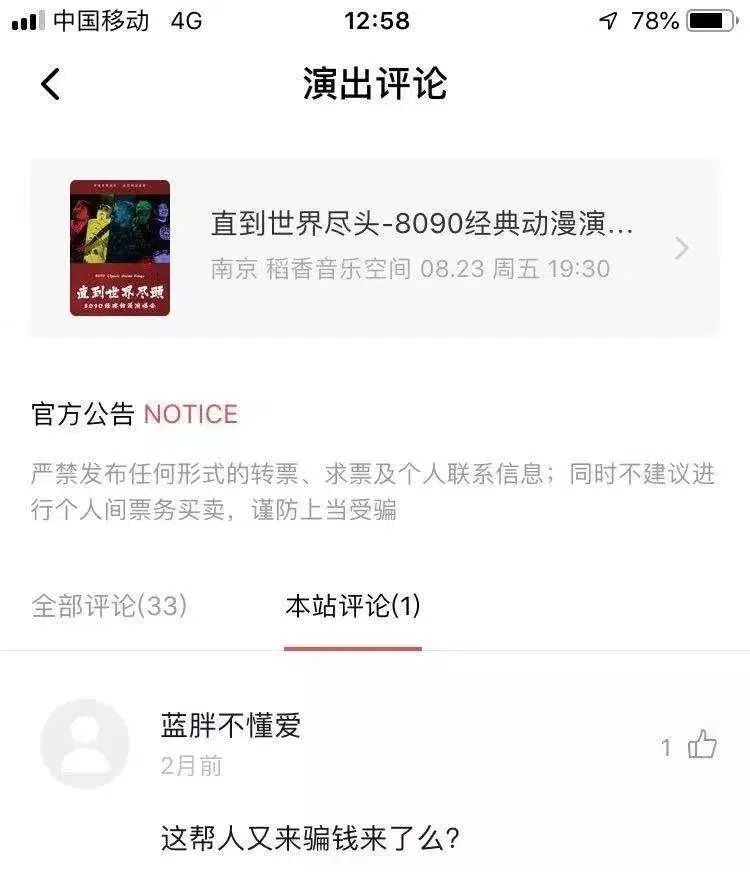 中国移动 4G 12:58 78%
演出评论
直到世界尽头-8090经典动漫演...
南京 稻香音乐空间 08.23 周五 19:30
8090 Classic Anime Songs
直到世界尽頭
8090经典动漫演唱会
官方公告 NOTICE
严禁发布任何形式的转票、求票及个人联系信息；同时不建议进
行个人间票务买卖，谨防上当受骗
全部评论(33) 本站评论(1)
蓝胖不懂爱
2月前
1
这帮人又来骗钱来了么?